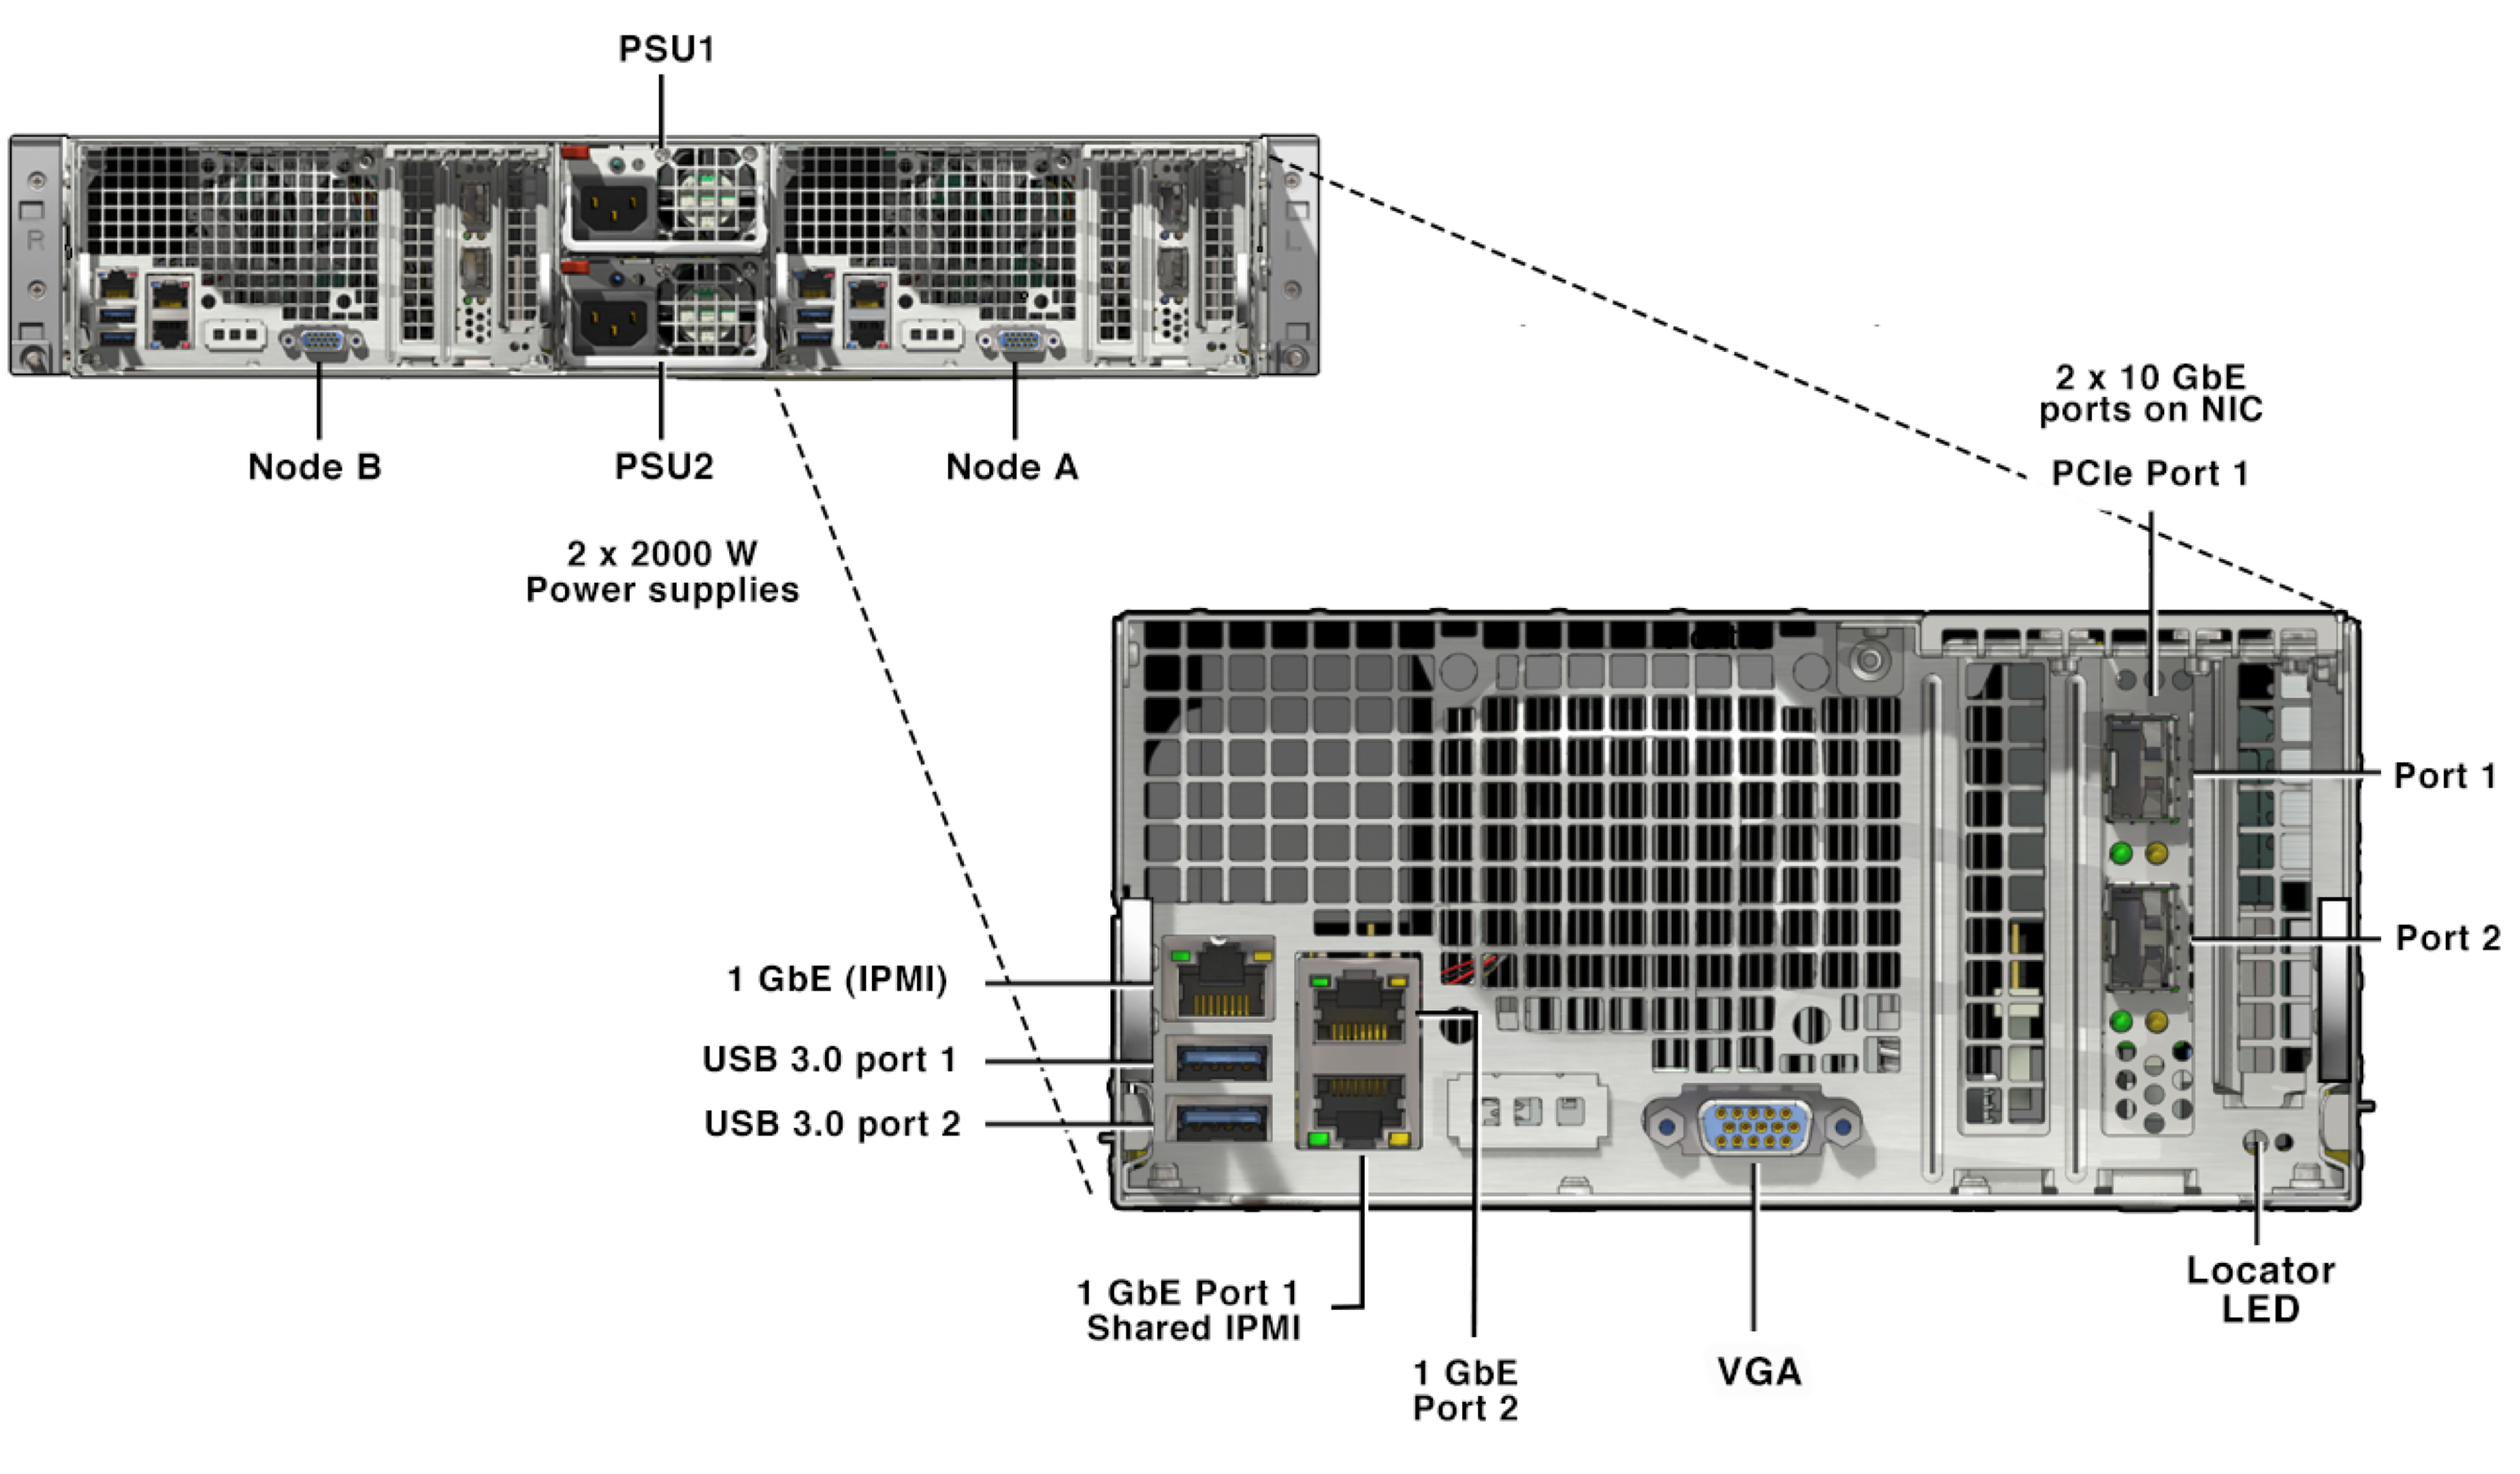 PSU1
R
L
Node B
PSU2
Node A
2 x 2000 W
Power supplies
2 x 10 GbE
ports on NIC
PCIe Port 1
Port 1
Port 2
1 GbE (IPMI)
USB 3.0 port 1
USB 3.0 port 2
1 GbE Port 1
Shared IPMI
1 GbE
Port 2
VGA
Locator
LED